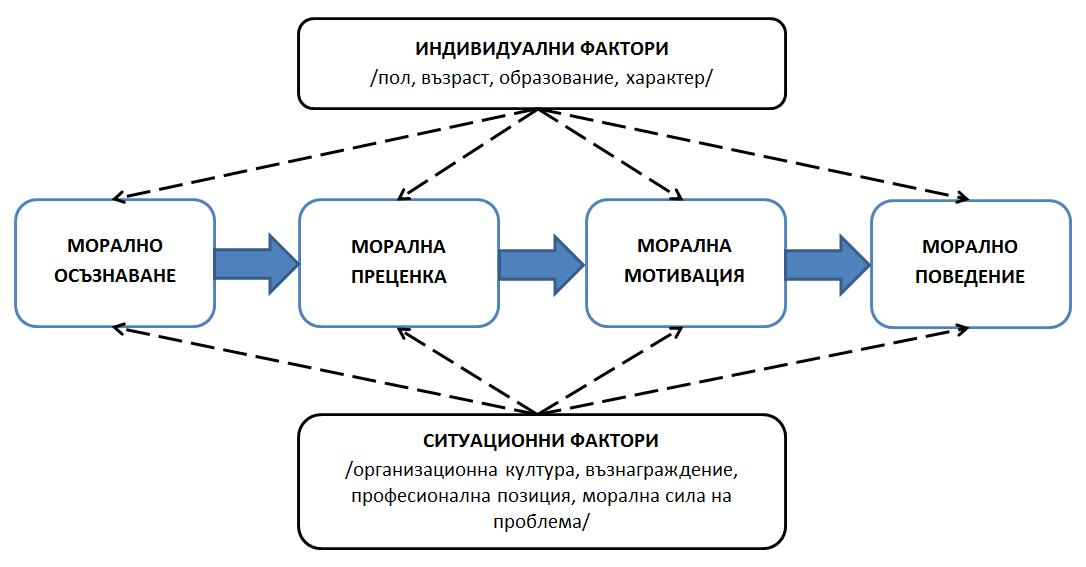 ИНДИВИДУАЛНИ ФАКТОРИ
/пол, възраст, образование, характер/
МОРАЛНО
ОСЪЗНАВАНЕ
МОРАЛНА
ПРЕЦЕНКА
МОРАЛНА
МОТИВАЦИЯ
МОРАЛНО
ПОВЕДЕНИЕ
СИТУАЦИОННИ ФАКТОРИ
/организационна култура, възнаграждение,
професионална позиция, морална сила на
проблема/